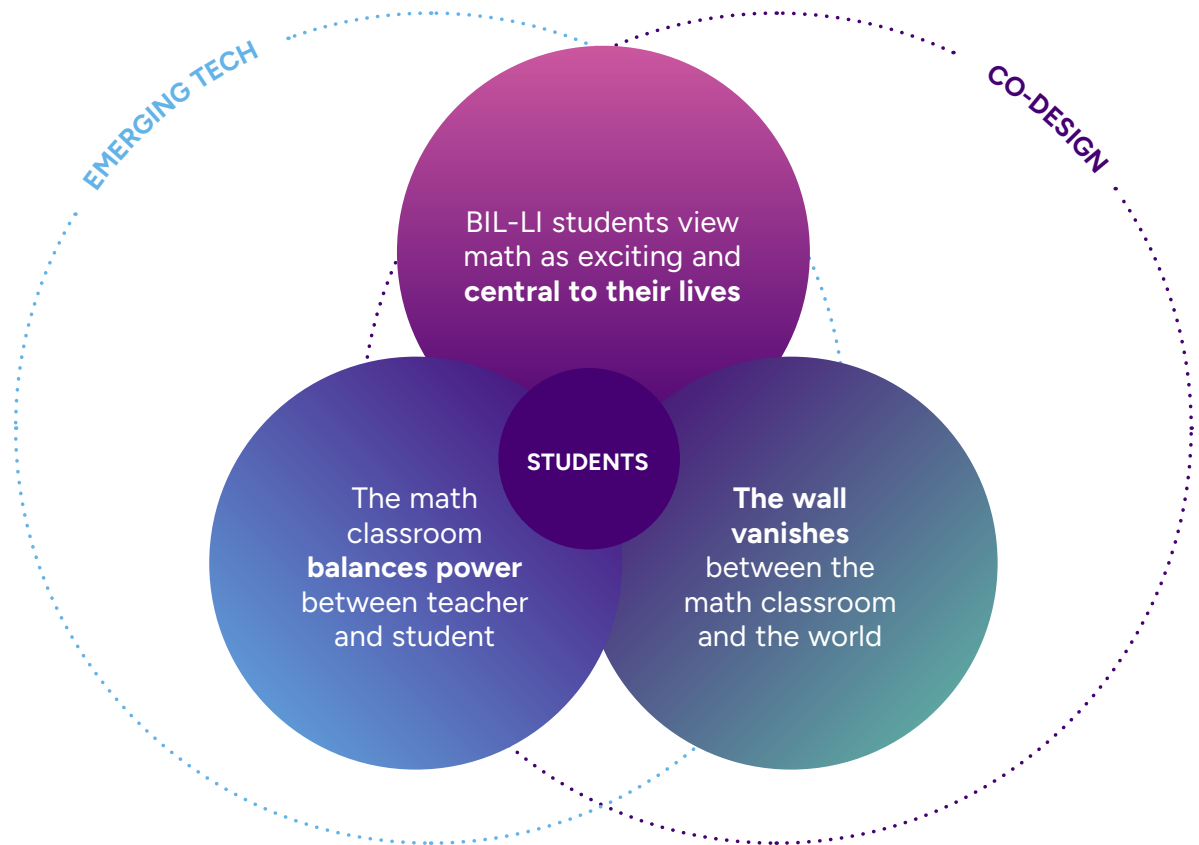 EMERGING TECH
CO-DESIGN
BIL-LI students view
math as exciting and
central to their lives
STUDENTS
The math
classroom
balances power
between teacher
and student
The wall
vanishes
between the
math classroom
and the world